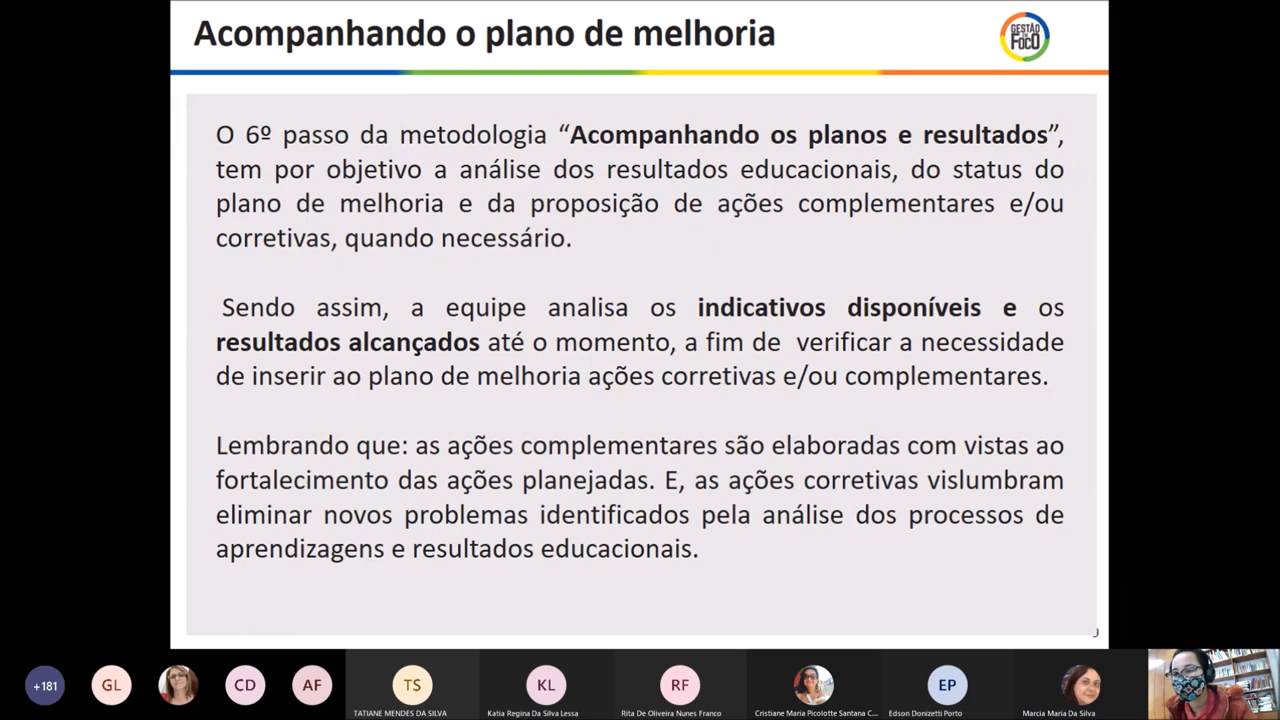 Acompanhando o plano de melhoria
GESTÃO
EM
FOCO
O 6º passo da metodologia “Acompanhando os planos e resultados”,
tem por objetivo a análise dos resultados educacionais, do status do
plano de melhoria e da proposição de ações complementares e/ou
corretivas, quando necessário.
Sendo assim, a equipe analisa os indicativos disponíveis e os
resultados alcançados até o momento, a fim de verificar a necessidade
de inserir ao plano de melhoria ações corretivas e/ou complementares.
Lembrando que: as ações complementares são elaboradas com vistas ao
fortalecimento das ações planejadas. E, as ações corretivas vislumbram
eliminar novos problemas identificados pela análise dos processos de
aprendizagens e resultados educacionais.
+181
GL
CD
AF
TS
KL
RF
EP
TATIANE MENDES DA SILVA
Katia Regina Da Silva Lessa
Rita De Oliveira Nunes Franco
Cristiane Maria Picolotte Santana C...
Edson Donizetti Porto
Marcia Maria Da Silva